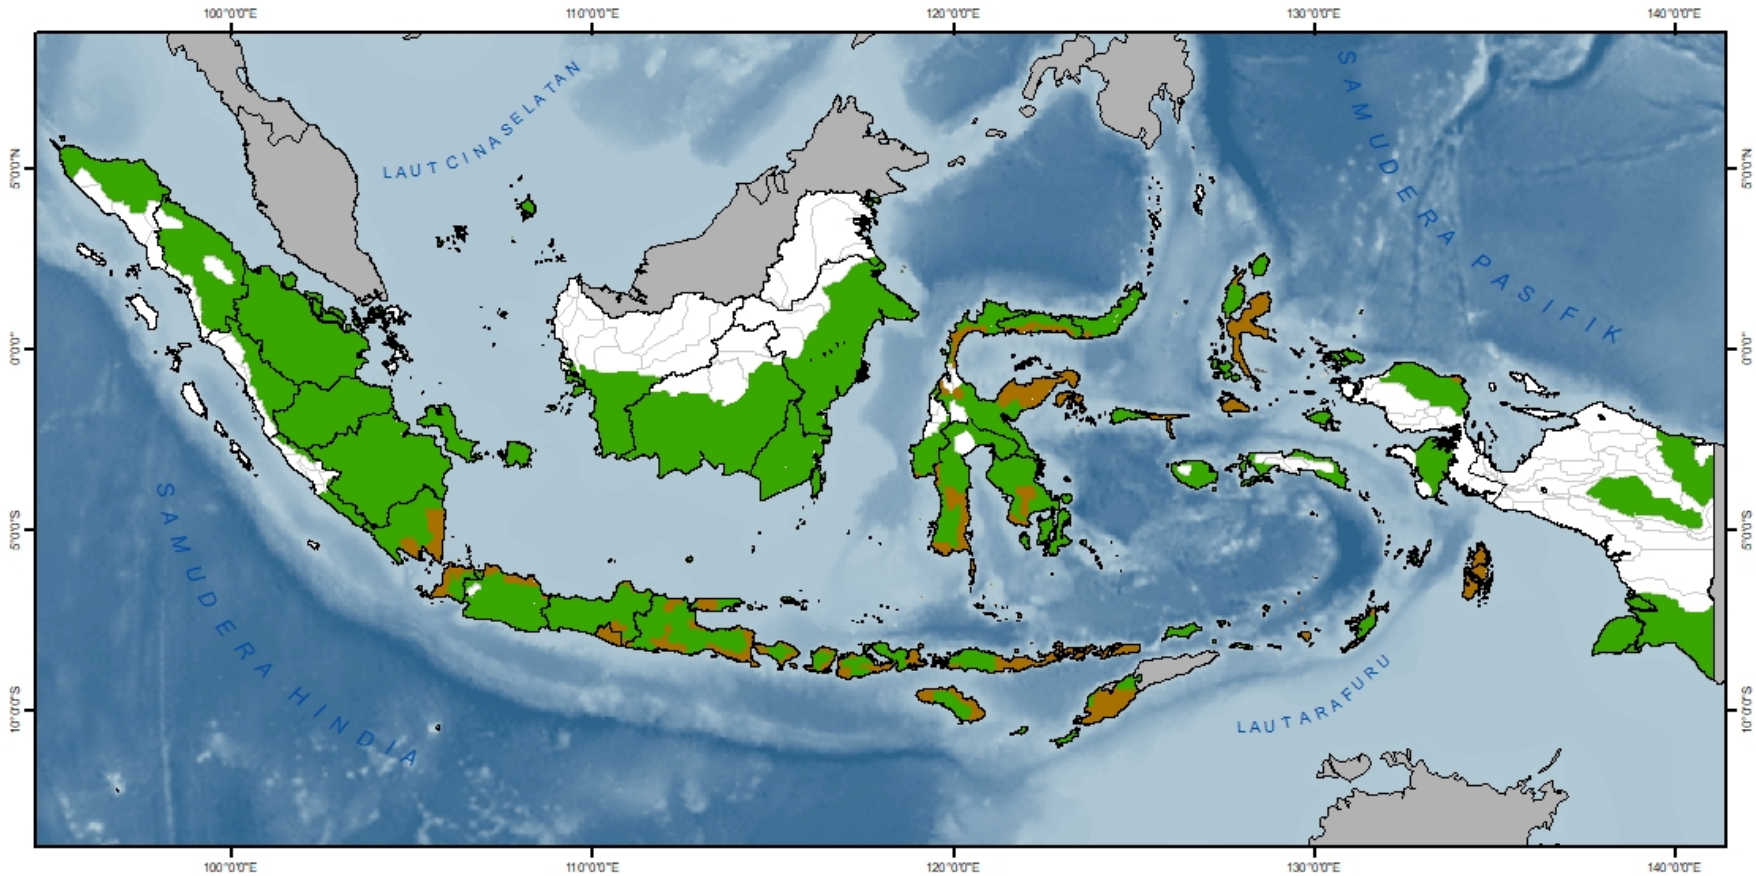 100°0'0"E 110°0'0"E 120°0'0"E 130°0'0"E 140°0'0"E
5°0'0"N 5°0'0"N
0°0'0" 0°0'0"
5°0'0"S 5°0'0"S
10°0'0"S 10°0'0"S
LAUT CINA SELATAN
SAMUDERA PASIFIK
SAMUDERA HINDIA
LAUT ARAFURU
100°0'0"E 110°0'0"E 120°0'0"E 130°0'0"E 140°0'0"E